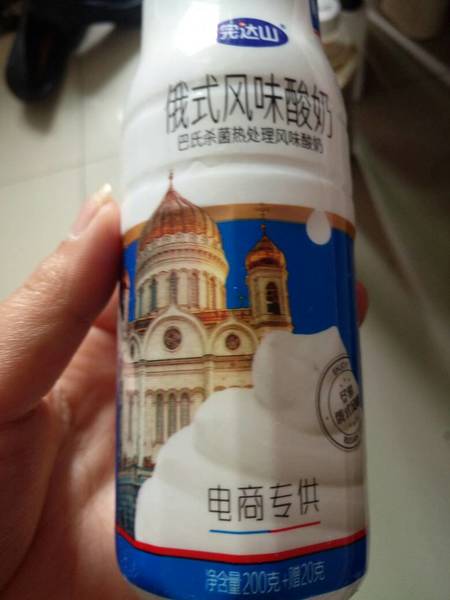 完达山
俄式风味酸奶
巴氏杀菌热处理风味酸奶
电商专供
净含量200克+赠20克